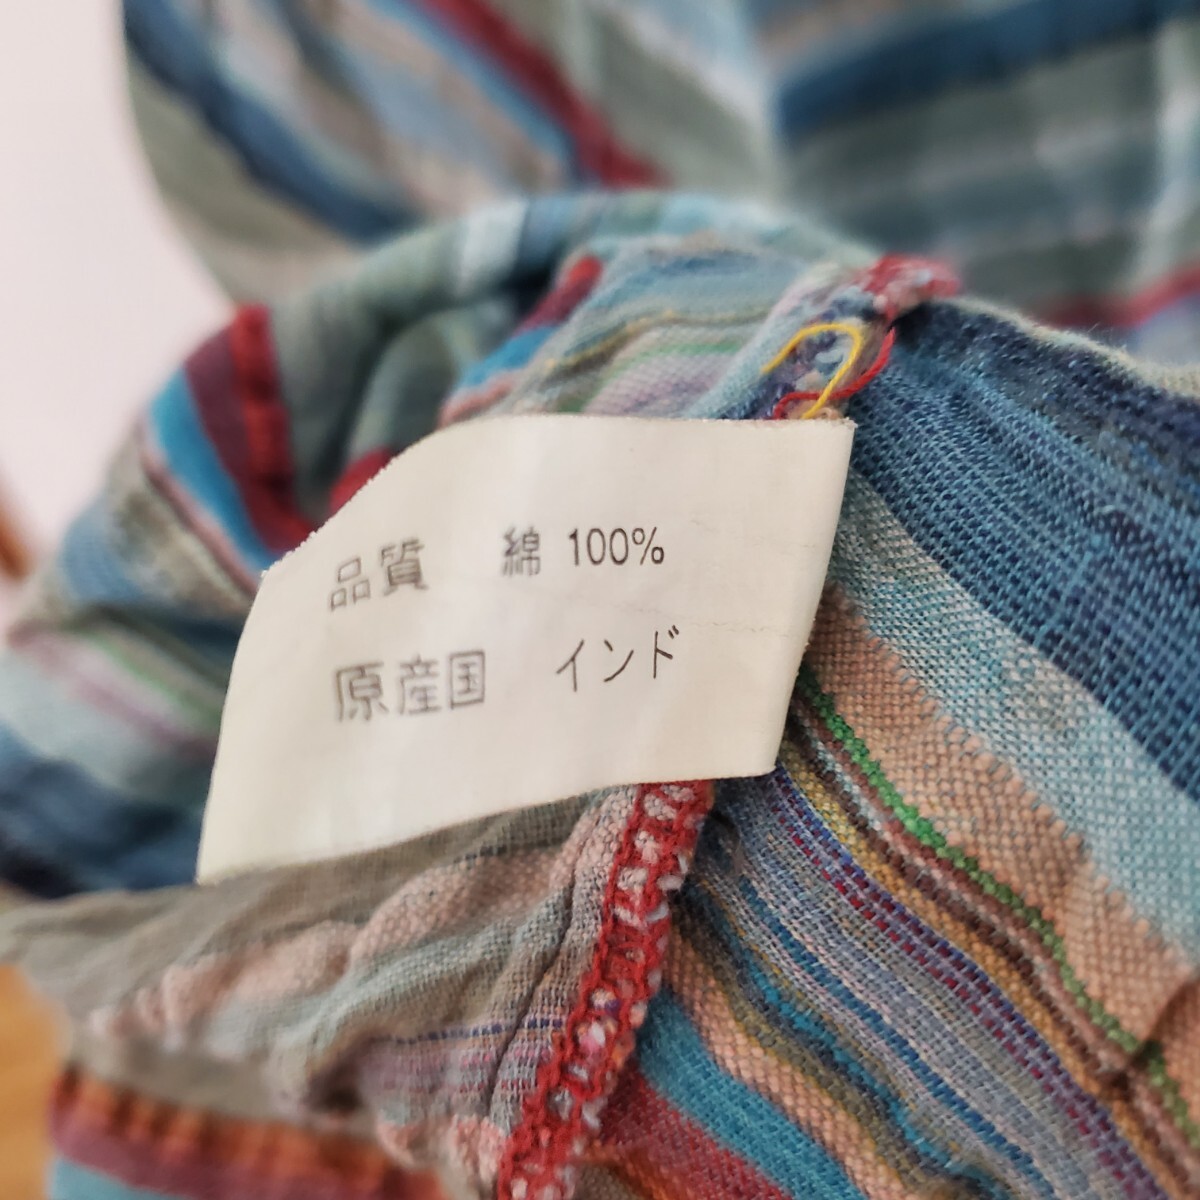 品質 綿 100%
原産国 インド